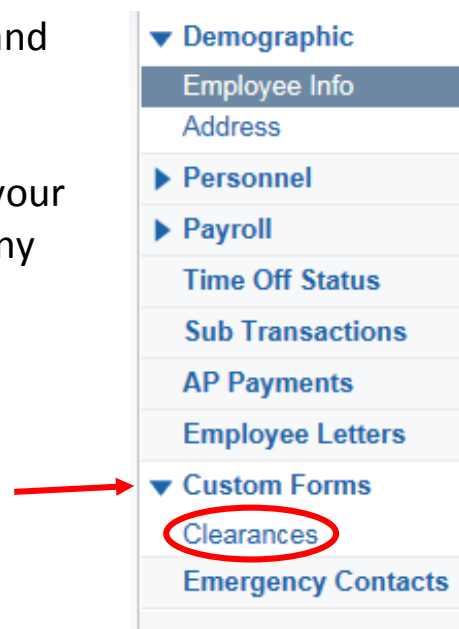 and
your
ny
Demographic
Employee Info
Address
Personnel
Payroll
Time Off Status
Sub Transactions
AP Payments
Employee Letters
Custom Forms
Clearances
Emergency Contacts